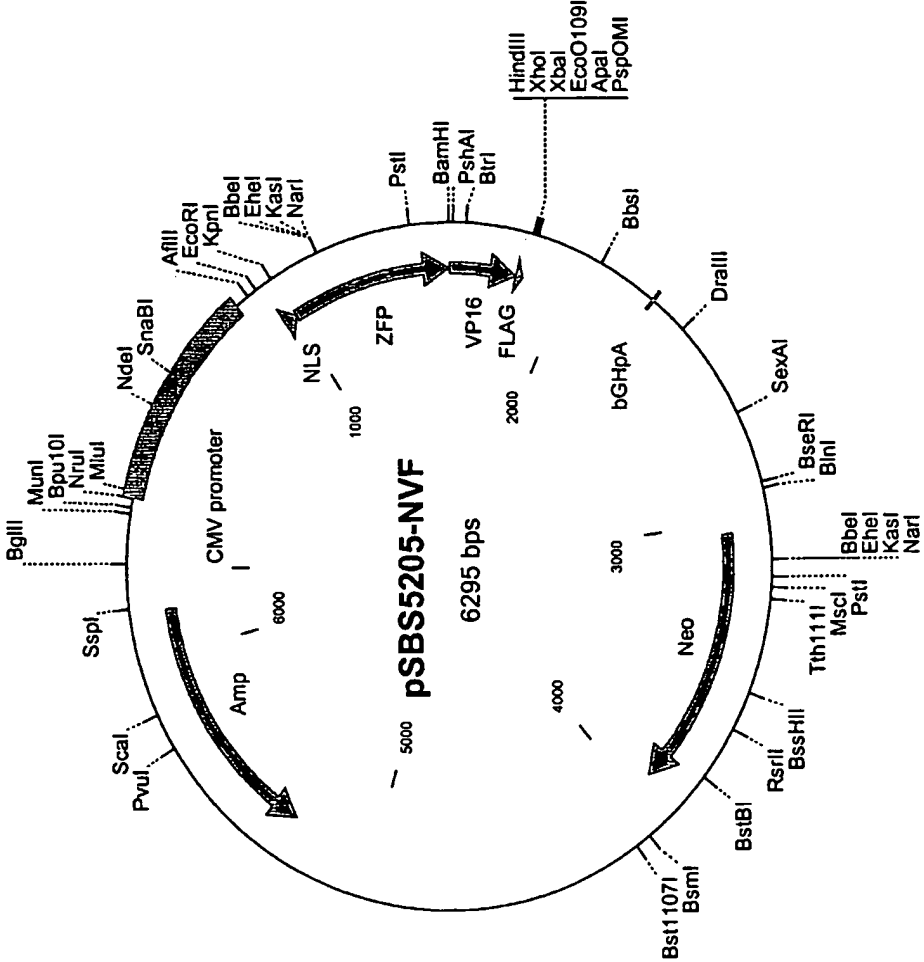 BglII
MunI
Bpu10I
NruI
MluI
NdeI
SnaBI
AflII
EcoRI
KpnI
BbeI
EheI
KasI
NarI
PstI
BamHI
PshAI
BtrI
HindIII
XhoI
XbaI
EcoO109I
ApaI
PspOMI
BbsI
DraIII
SexAI
BseRI
BlnI
BbeI
EheI
KasI
NarI
PstI
MscI
Tth111I
BssHII
RsrII
BstBI
BsmI
Bst1107I
PvuI
ScaI
SspI
CMV promoter
NLS
ZFP
VP16
FLAG
bGHpA
Neo
Amp
1000
2000
3000
4000
5000
6000
pSBS5205-NVF
6295 bps